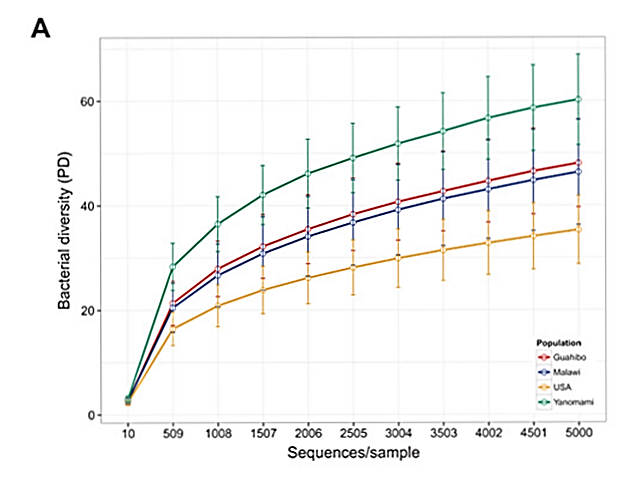 A
Bacterial diversity (PD)
60
40
20
0
10 509 1008 1507 2006 2505 3004 3503 4002 4501 5000
Sequences/sample
Population
Guahibo
Malawi
USA
Yanomami